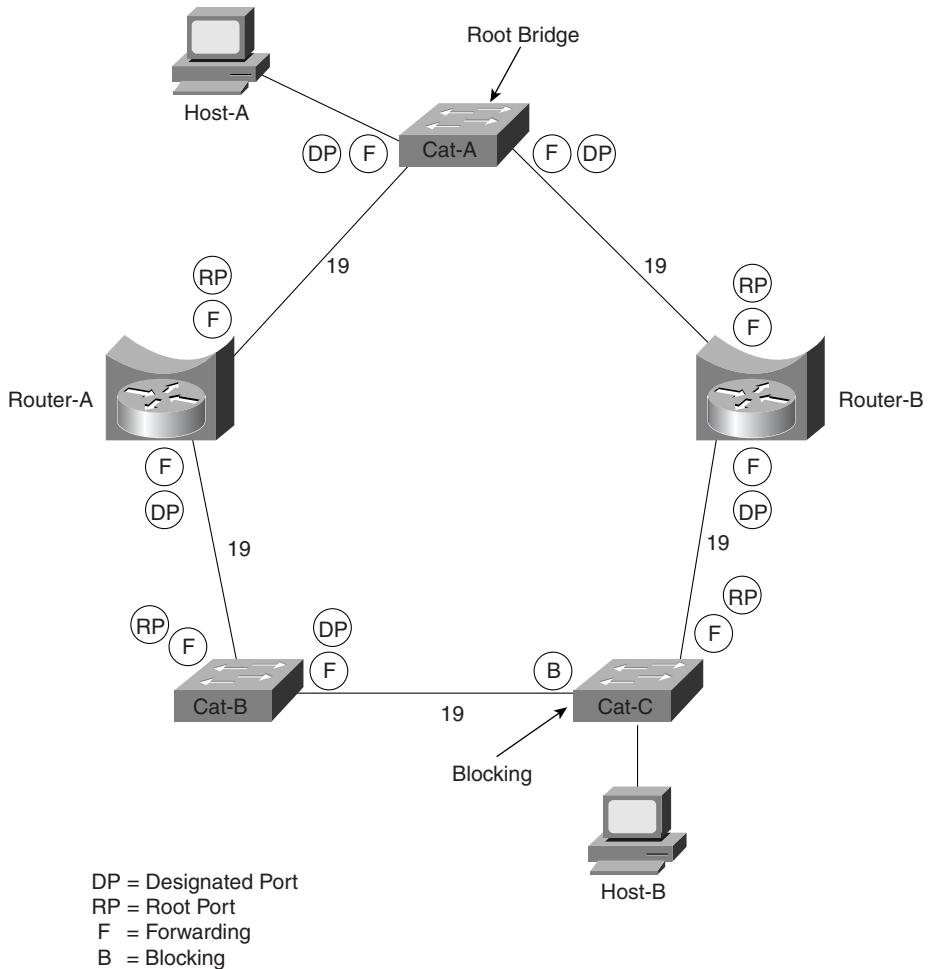 Root Bridge
Host-A
Cat-A
DP
F
F
DP
19
19
RP
F
RP
F
Router-A
Router-B
F
DP
F
DP
19
19
RP
F
DP
F
B
RP
F
Cat-B
19
Cat-C
Blocking
Host-B
DP = Designated Port
RP = Root Port
F = Forwarding
B = Blocking